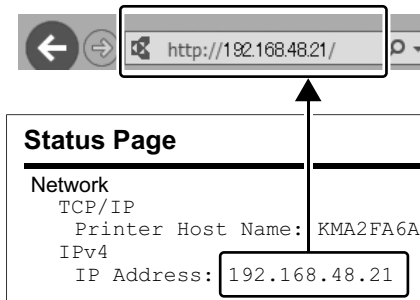 http://192.168.48.21/
Status Page
Network
TCP/IP
Printer Host Name: KMA2FA6A
IPv4
IP Address: 192.168.48.21